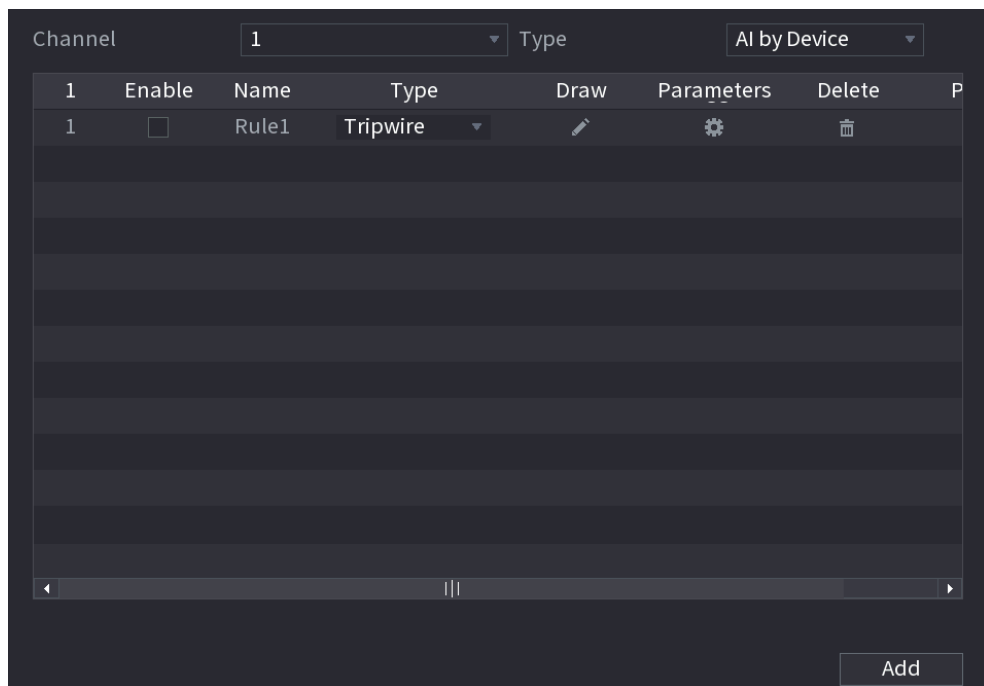 Channel 1 Type AI by Device
1 Enable Name Type Draw Parameters Delete P
1 Rule1 Tripwire
Add